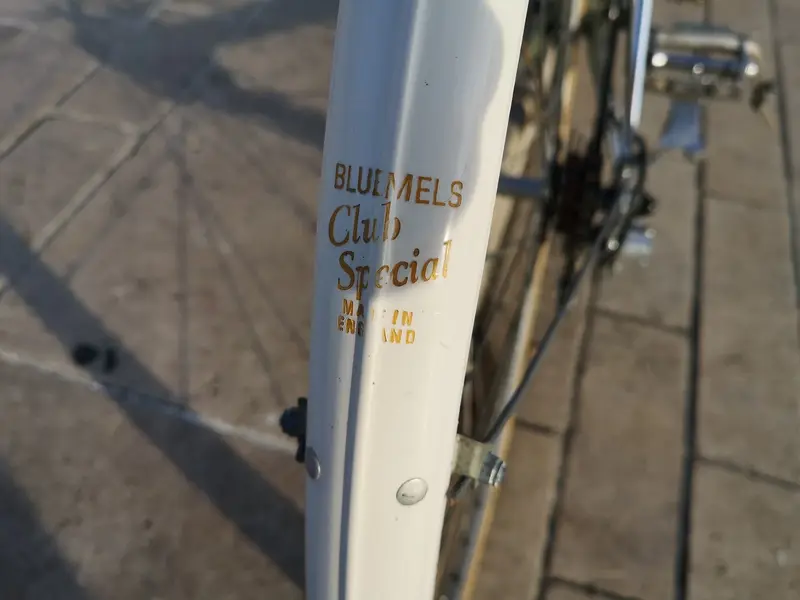 BLUEMELS
Club
Special
MADE IN
ENGLAND